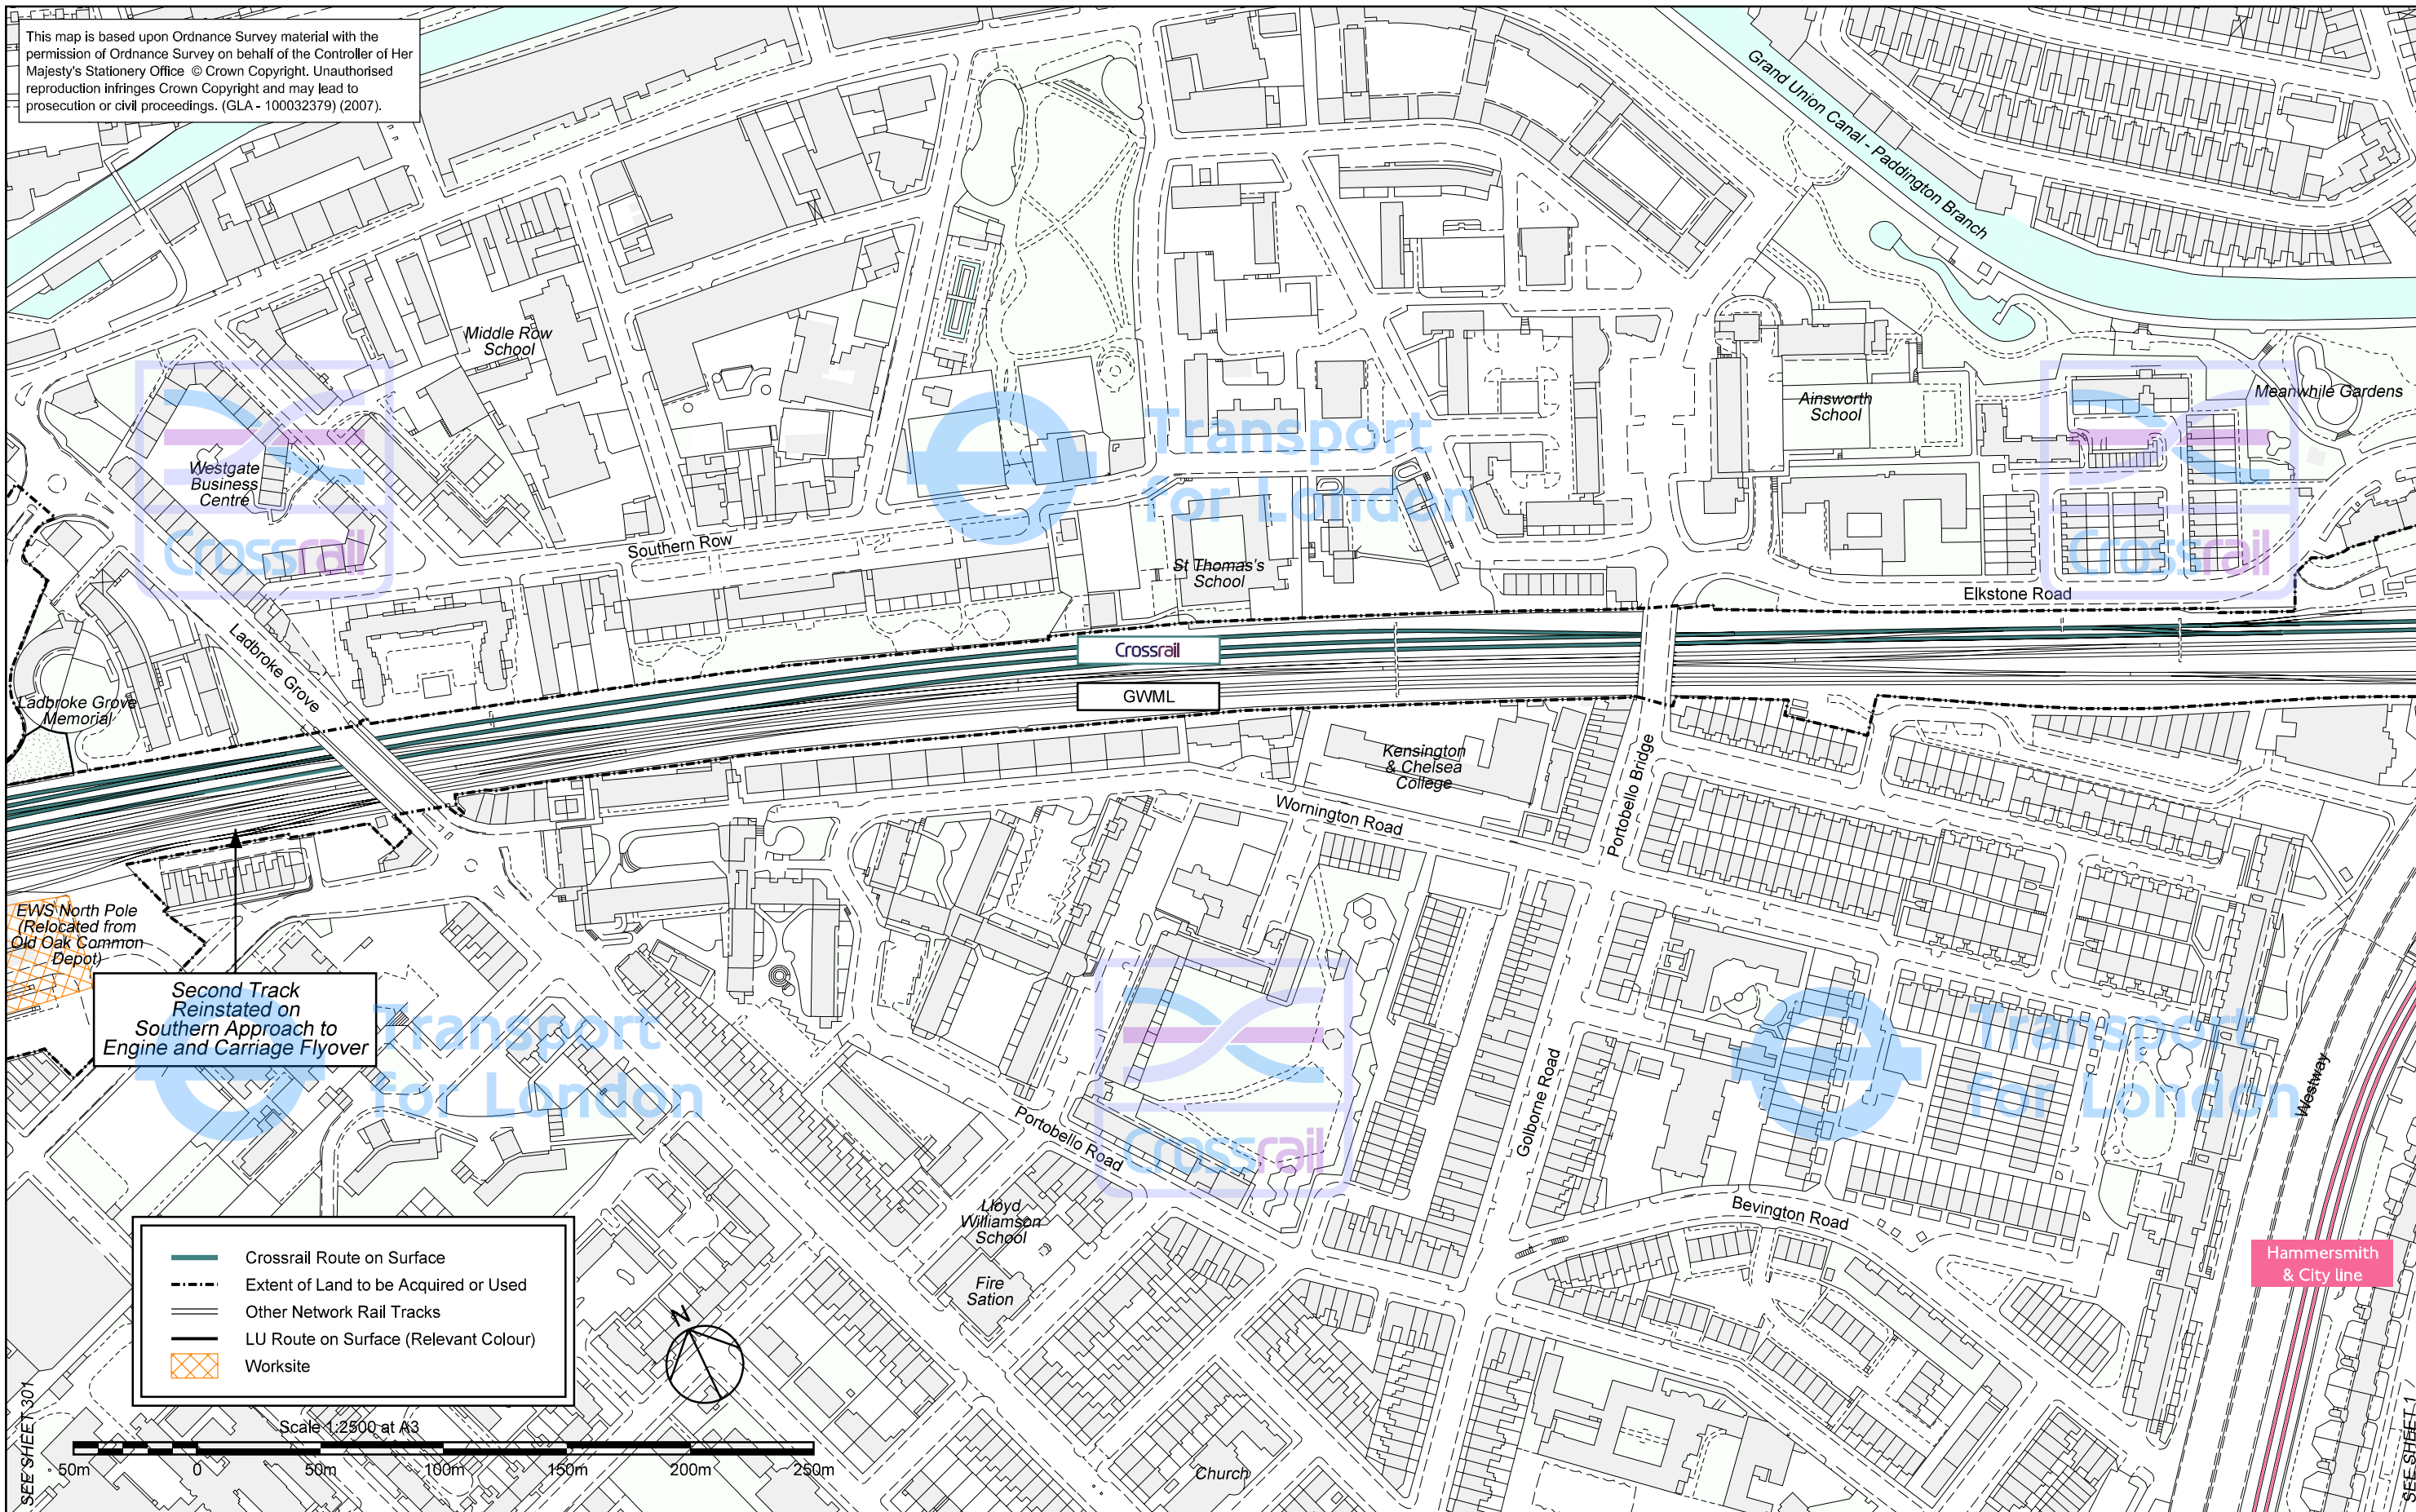 This map is based upon Ordnance Survey material with the
permission of Ordnance Survey on behalf of the Controller of Her
Majesty's Stationery Office © Crown Copyright. Unauthorised
reproduction infringes Crown Copyright and may lead to
prosecution or civil proceedings. (GLA - 100032379) (2007).
Grand Union Canal - Paddington Branch
Middle Row
School
Westgate
Business
Centre
Crossrail
Transport
for London
Ainsworth
School
Meanwhile Gardens
Crossrail
Southern Row
St Thomas's
School
Elkstone Road
Ladbroke Grove
Crossrail
GWML
Ladbroke Grove
Memorial
Kensington
& Chelsea
College
Portobello Bridge
Wornington Road
EWS North Pole
(Relocated from
Old Oak Common
Depot)
Second Track
Reinstated on
Southern Approach to
Engine and Carriage Flyover
Transport
for London
Crossrail
Transport
for London
Portobello Road
Golborne Road
Westway
Lloyd
Williamson
School
Fire
Sation
Bevington Road
Hammersmith
& City line
Crossrail Route on Surface
Extent of Land to be Acquired or Used
Other Network Rail Tracks
LU Route on Surface (Relevant Colour)
Worksite
N
Scale 1:2500 at A3
50m 0 50m 100m 150m 200m 250m
Church
SEE SHEET 301
SEE SHEET 1